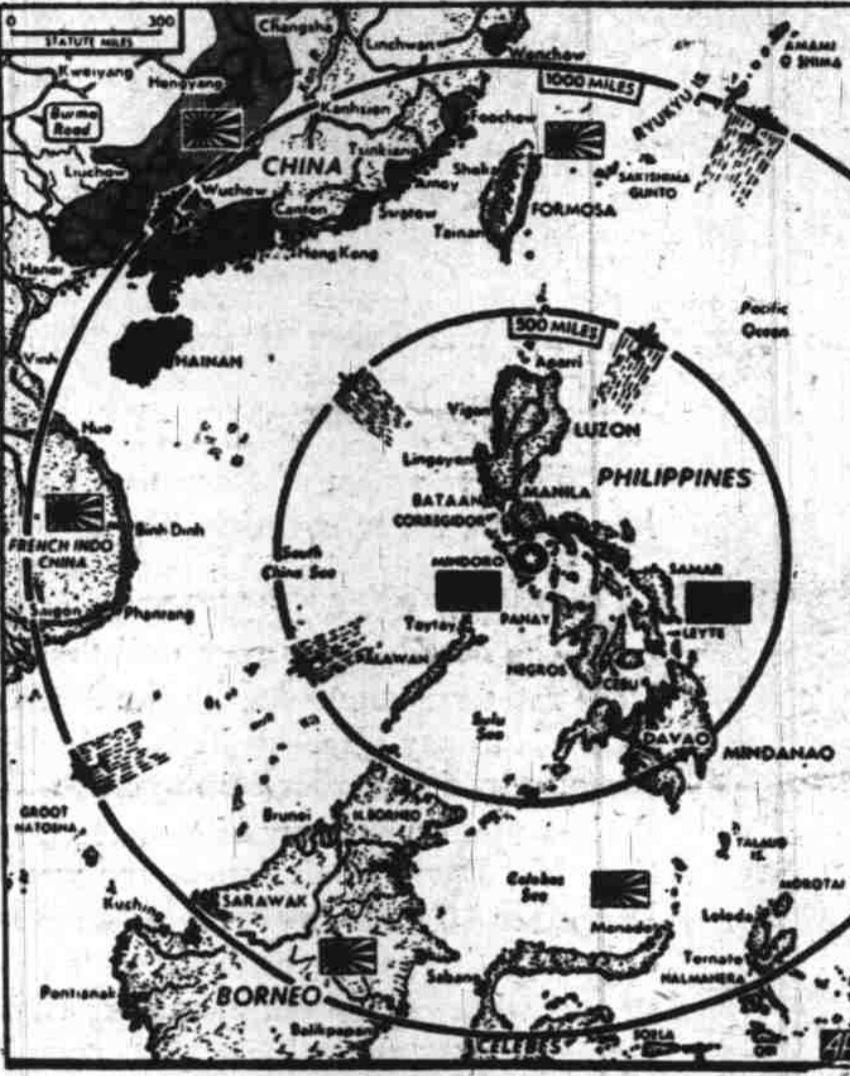 0 300
STATUTE MILES
Changsha
Linchwan
Wenchow
AMAMI
O SHIMA
Kweiyang
Hengyang
Kan R.
1000 MILES
RYUKYU IS.
Burma
Road
Kanhsien
Foochow
CHINA
Tsinkiang
Liuchow
Amoy
SAKISHIMA
GUNTO
Wuchow
Canton
Swatow
FORMOSA
Tainan
Hong Kong
Hanoi
Pacific
Ocean
500 MILES
Vinh
HAINAN
Aparri
Vigan
LUZON
Hue
Lingayen
PHILIPPINES
BATAAN
MANILA
CORREGIDOR
Binh Dinh
FRENCH INDO
CHINA
South
China Sea
MINDORO
SAMAR
Saigon
Phanrang
Taytay
PANAY
LEYTE
PALAWAN
NEGROS
CEBU
Sulu
Sea
DAVAO
MINDANAO
GROOT
NATOENA
Brunei
N. BORNEO
TALAUD
IS.
Celebes
Sea
MOROTAI
Kuching
SARAWAK
Loloda
Menado
Ternate
HALMAHERA
Sabang
Pontianak
BORNEO
Balikpapan
CELEBES
SOELA